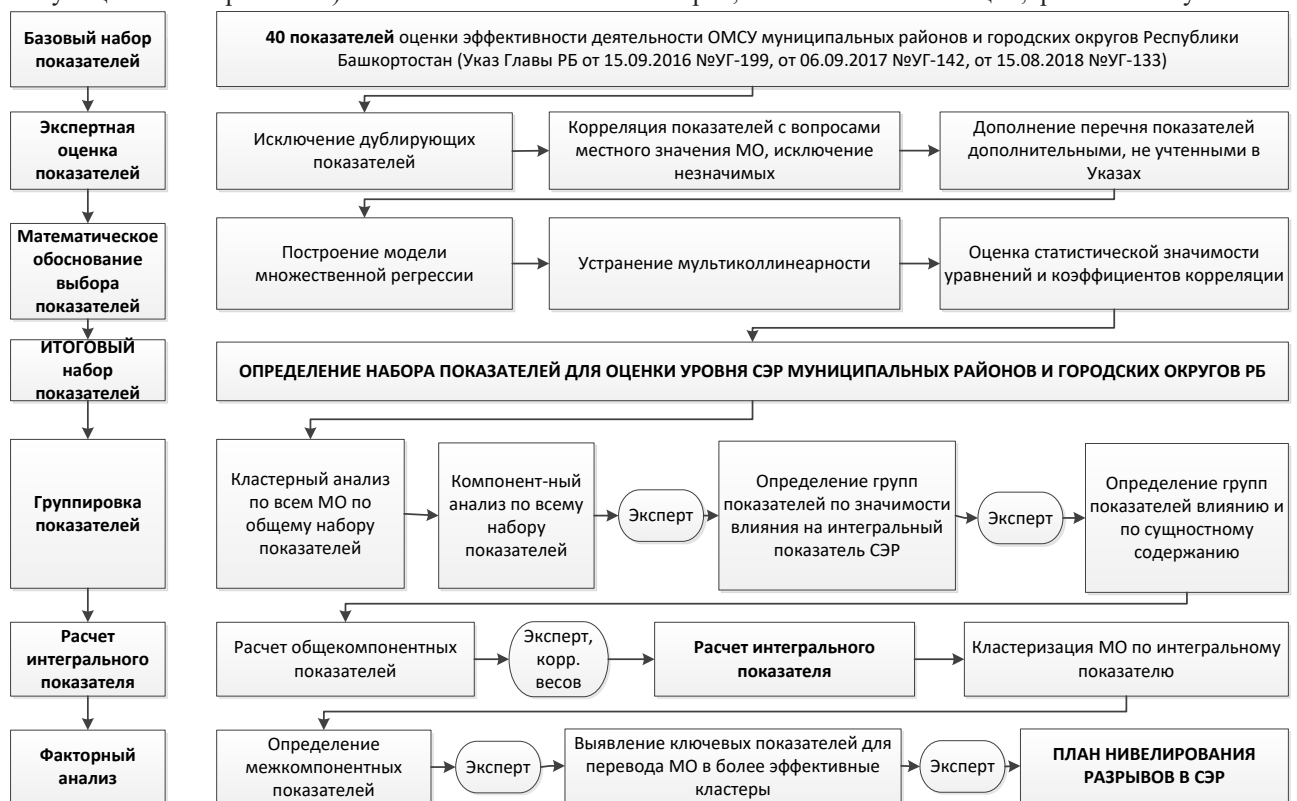 Базовый набор
показателей
40 показателей оценки эффективности деятельности ОМСУ муниципальных районов и городских округов Республики
Башкортостан (Указ Главы РБ от 15.09.2016 №УГ-199, от 06.09.2017 №УГ-142, от 15.08.2018 №УГ-133)
Экспертная
оценка
показателей
Исключение дублирующих
показателей
Корреляция показателей с вопросами
местного значения МО, исключение
незначимых
Дополнение перечня показателей
дополнительными, не учтенными в
Указах
Математическое
обоснование
выбора
показателей
Построение модели
множественной регрессии
Устранение мультиколлинеарности
Оценка статистической значимости
уравнений и коэффициентов корреляции
ИТОГОВЫЙ
набор
показателей
ОПРЕДЕЛЕНИЕ НАБОРА ПОКАЗАТЕЛЕЙ ДЛЯ ОЦЕНКИ УРОВНЯ СЭР МУНИЦИПАЛЬНЫХ РАЙОНОВ И ГОРОДСКИХ ОКРУГОВ РБ
Группировка
показателей
Кластерный анализ
по всем МО по
общему набору
показателей
Компонент-ный
анализ по всему
набору
показателей
Эксперт
Определение групп
показателей по значимости
влияния на интегральный
показатель СЭР
Эксперт
Определение групп
показателей влиянию и
по сущностному
содержанию
Расчет
интегрального
показателя
Расчет общекомпонентных
показателей
Эксперт,
корр.
весов
Расчет интегрального
показателя
Кластеризация МО по интегральному
показателю
Факторный
анализ
Определение
межкомпонентных
показателей
Эксперт
Выявление ключевых показателей для
перевода МО в более эффективные
кластеры
Эксперт
ПЛАН НИВЕЛИРОВАНИЯ
РАЗРЫВОВ В СЭР